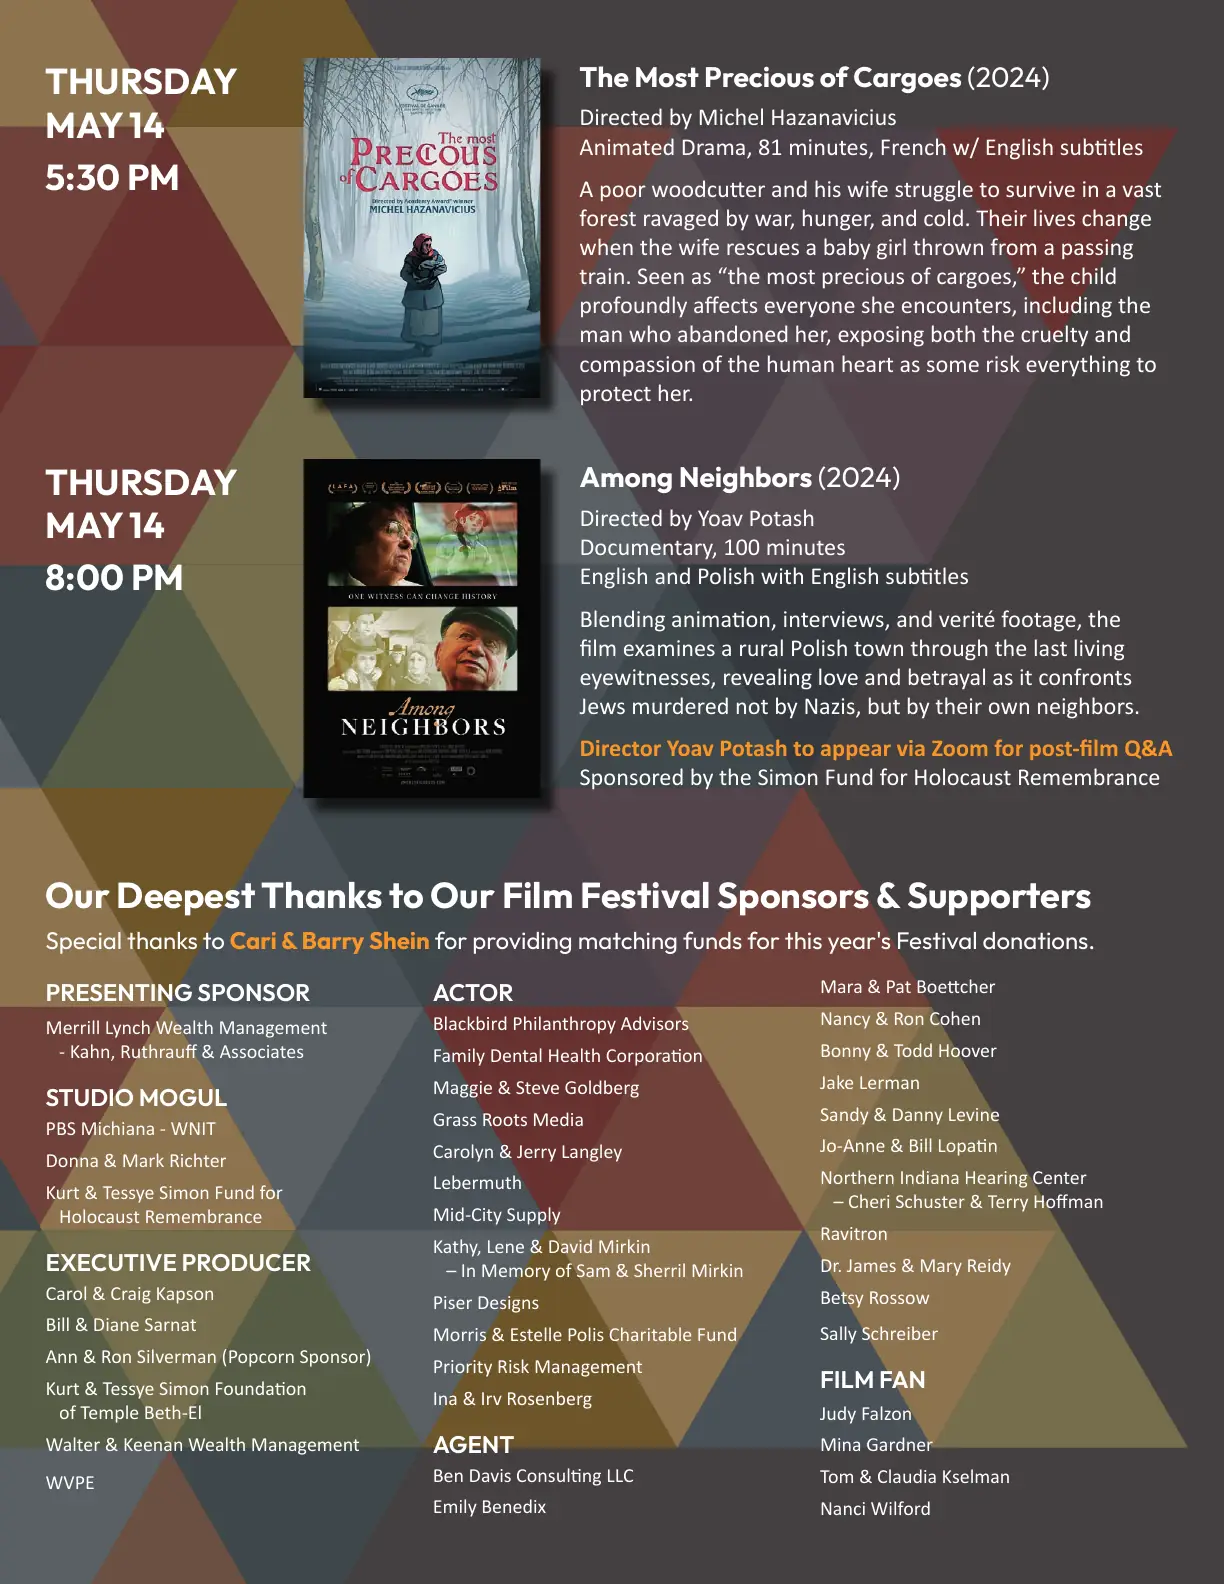 THURSDAY
MAY 14
5:30 PM
The most
PRECIOUS
of CARGOES
Directed by Academy Award® winner
MICHEL HAZANAVICIUS
The Most Precious of Cargoes (2024)
Directed by Michel Hazanavicius
Animated Drama, 81 minutes, French w/ English subtitles
A poor woodcutter and his wife struggle to survive in a vast
forest ravaged by war, hunger, and cold. Their lives change
when the wife rescues a baby girl thrown from a passing
train. Seen as “the most precious of cargoes,” the child
profoundly affects everyone she encounters, including the
man who abandoned her, exposing both the cruelty and
compassion of the human heart as some risk everything to
protect her.
THURSDAY
MAY 14
8:00 PM
ONE WITNESS CAN CHANGE HISTORY
Among
NEIGHBORS
Among Neighbors (2024)
Directed by Yoav Potash
Documentary, 100 minutes
English and Polish with English subtitles
Blending animation, interviews, and verité footage, the
film examines a rural Polish town through the last living
eyewitnesses, revealing love and betrayal as it confronts
Jews murdered not by Nazis, but by their own neighbors.
Director Yoav Potash to appear via Zoom for post-film Q&A
Sponsored by the Simon Fund for Holocaust Remembrance
Our Deepest Thanks to Our Film Festival Sponsors & Supporters
Special thanks to Cari & Barry Shein for providing matching funds for this year's Festival donations.
PRESENTING SPONSOR
Merrill Lynch Wealth Management
- Kahn, Ruthrauff & Associates
STUDIO MOGUL
PBS Michiana - WNIT
Donna & Mark Richter
Kurt & Tessye Simon Fund for
Holocaust Remembrance
EXECUTIVE PRODUCER
Carol & Craig Kapson
Bill & Diane Sarnat
Ann & Ron Silverman (Popcorn Sponsor)
Kurt & Tessye Simon Foundation
of Temple Beth-El
Walter & Keenan Wealth Management
WVPE
ACTOR
Blackbird Philanthropy Advisors
Family Dental Health Corporation
Maggie & Steve Goldberg
Grass Roots Media
Carolyn & Jerry Langley
Lebermuth
Mid-City Supply
Kathy, Lene & David Mirkin
– In Memory of Sam & Sherril Mirkin
Piser Designs
Morris & Estelle Polis Charitable Fund
Priority Risk Management
Ina & Irv Rosenberg
AGENT
Ben Davis Consulting LLC
Emily Benedix
Mara & Pat Boettcher
Nancy & Ron Cohen
Bonny & Todd Hoover
Jake Lerman
Sandy & Danny Levine
Jo-Anne & Bill Lopatin
Northern Indiana Hearing Center
– Cheri Schuster & Terry Hoffman
Ravitron
Dr. James & Mary Reidy
Betsy Rossow
Sally Schreiber
FILM FAN
Judy Falzon
Mina Gardner
Tom & Claudia Kselman
Nanci Wilford